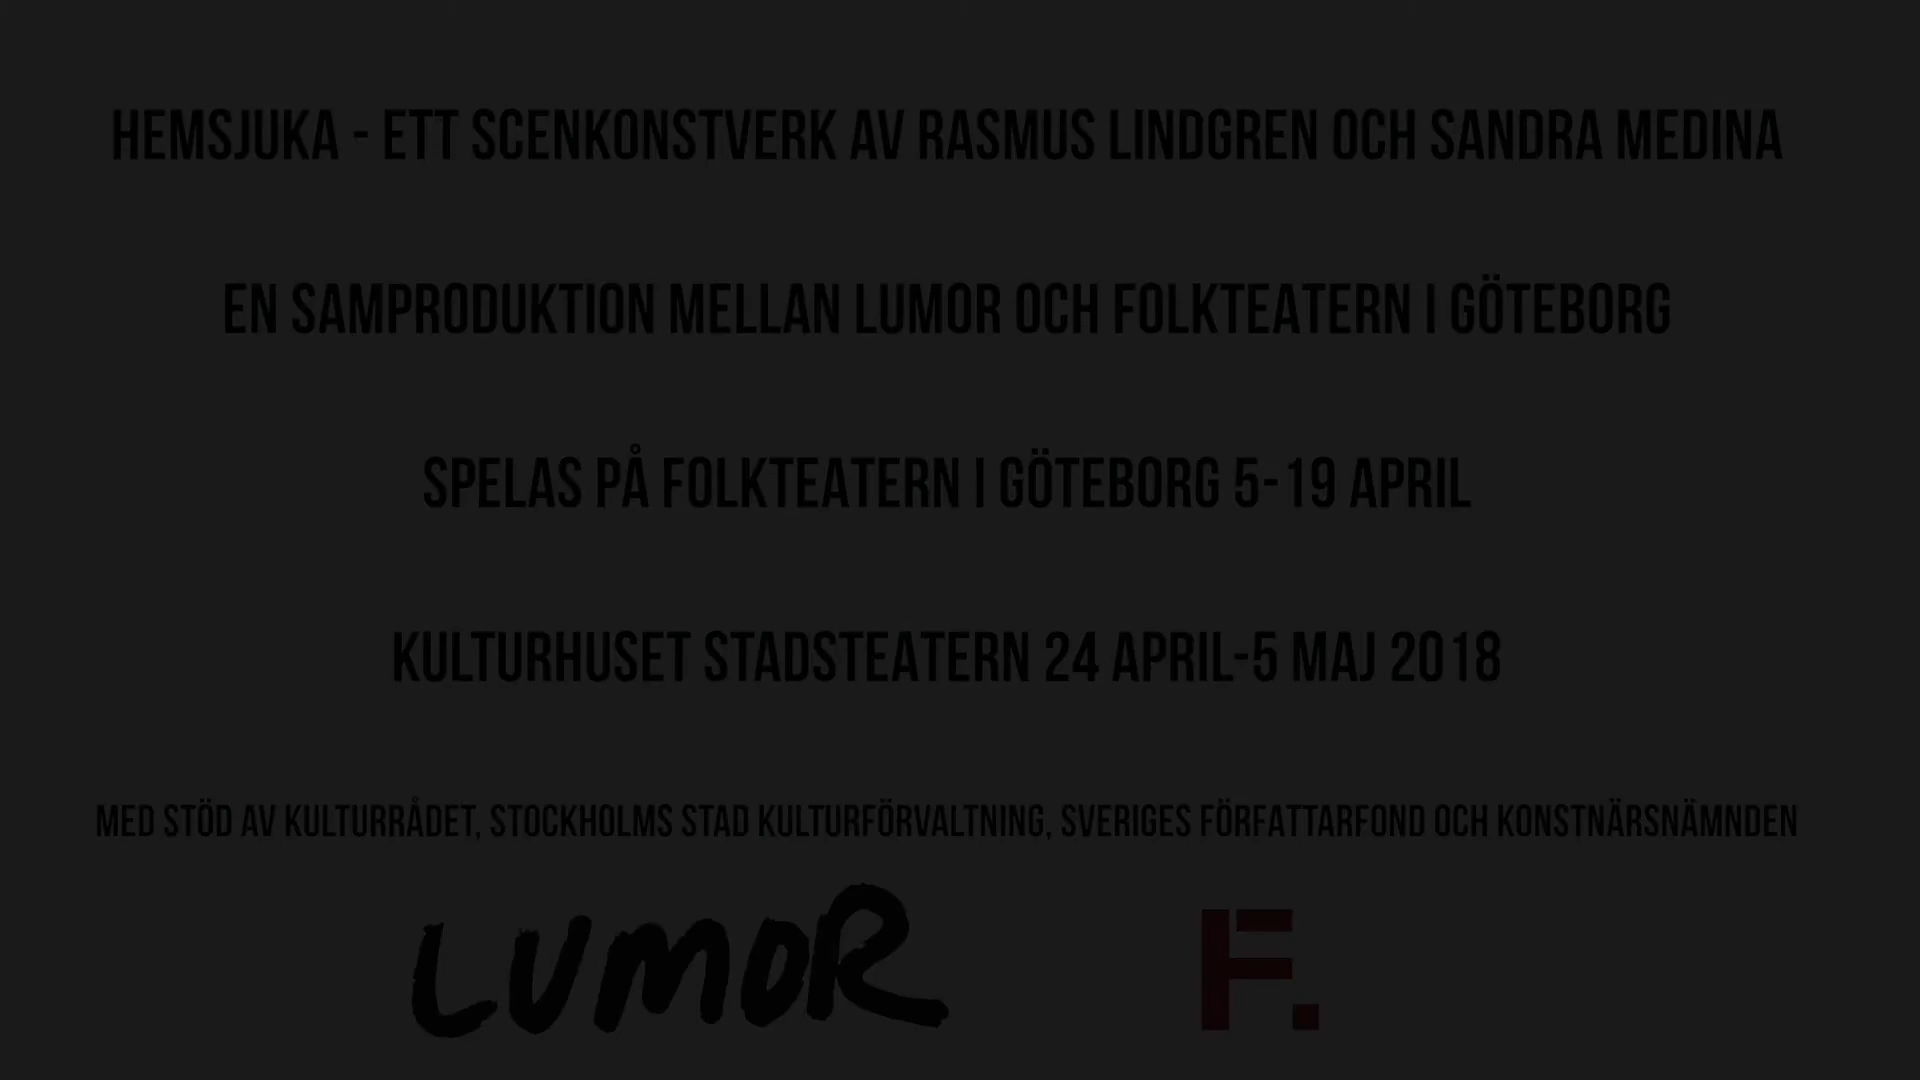 HEMSJUKA - ETT SCENKONSTVERK AV RASMUS LINDGREN OCH SANDRA MEDINA
EN SAMPRODUKTION MELLAN LUMOR OCH FOLKTEATERN I GÖTEBORG
SPELAS PÅ FOLKTEATERN I GÖTEBORG 5-19 APRIL
KULTURHUSET STADSTEATERN 24 APRIL-5 MAJ 2018
MED STÖD AV KULTURRÅDET, STOCKHOLMS STAD KULTURFÖRVALTNING, SVERIGES FÖRFATTARFOND OCH KONSTNÄRSNÄMNDEN
LUMOR F.